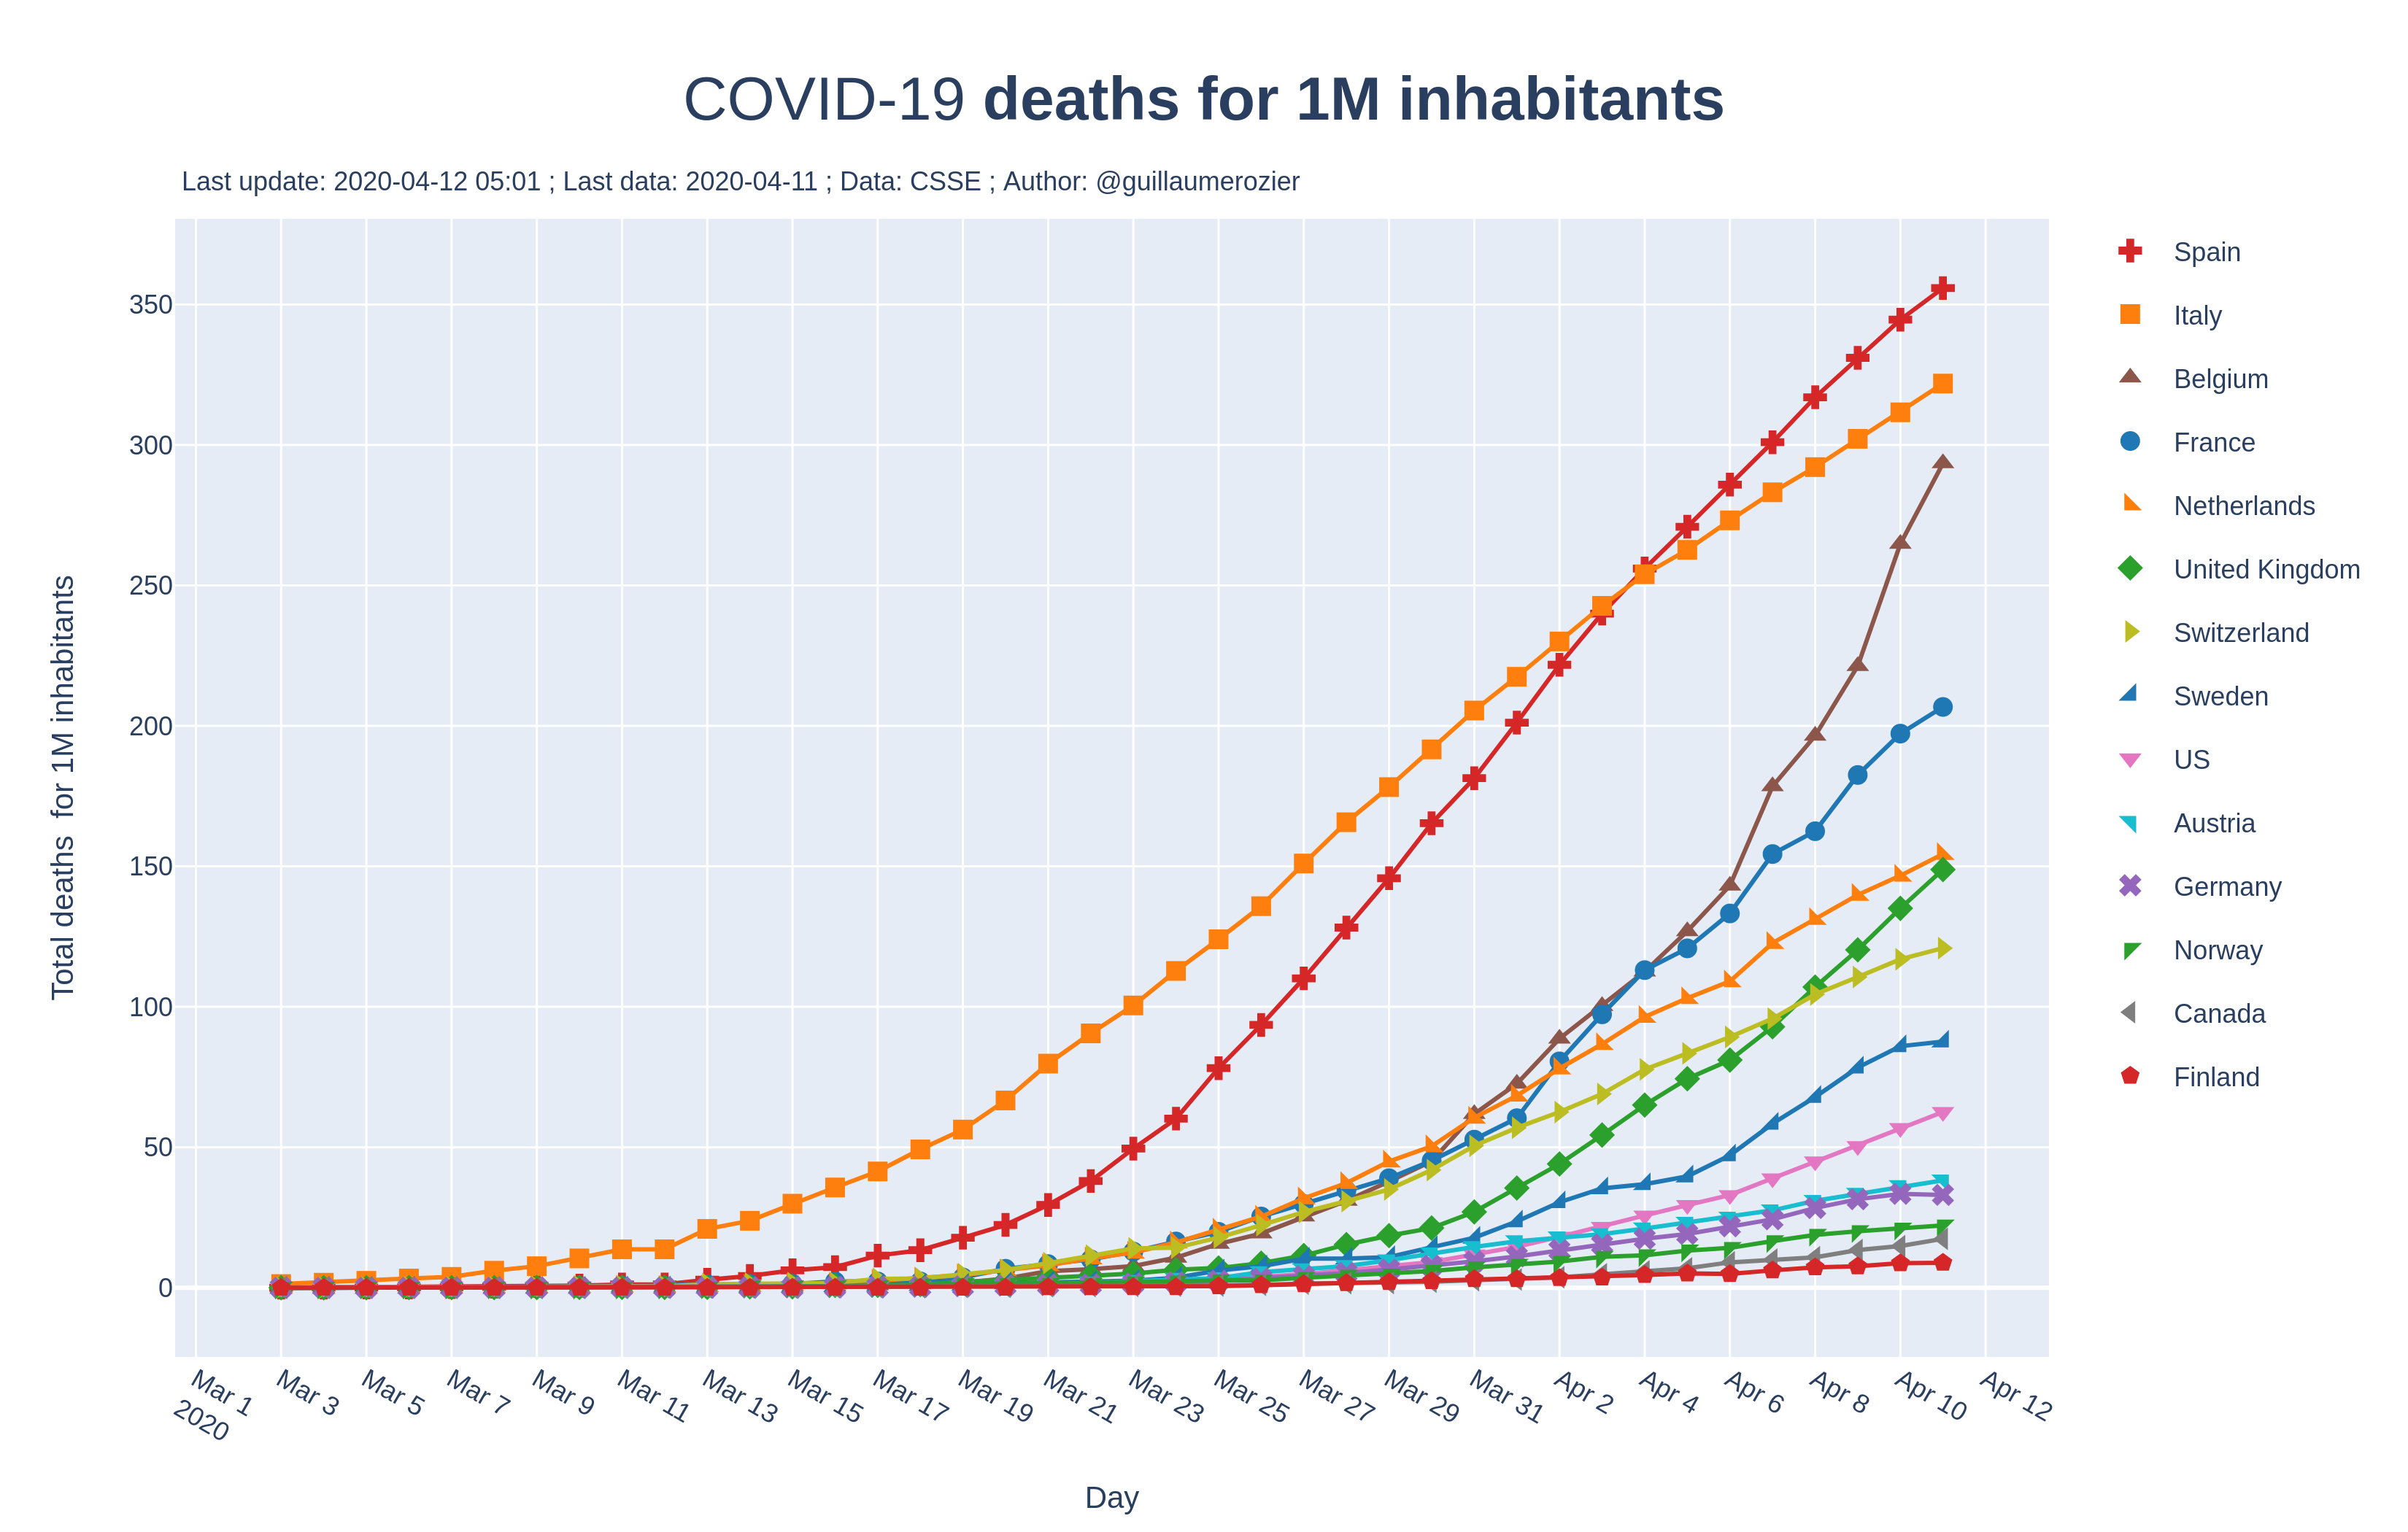 COVID-19 deaths for 1M inhabitants
Last update: 2020-04-12 05:01 ; Last data: 2020-04-11 ; Data: CSSE ; Author: @guillaumerozier
Total deaths  for 1M inhabitants
350
300
250
200
150
100
50
0
Mar 1
2020
Mar 3
Mar 5
Mar 7
Mar 9
Mar 11
Mar 13
Mar 15
Mar 17
Mar 19
Mar 21
Mar 23
Mar 25
Mar 27
Mar 29
Mar 31
Apr 2
Apr 4
Apr 6
Apr 8
Apr 10
Apr 12
Day
Spain
Italy
Belgium
France
Netherlands
United Kingdom
Switzerland
Sweden
US
Austria
Germany
Norway
Canada
Finland